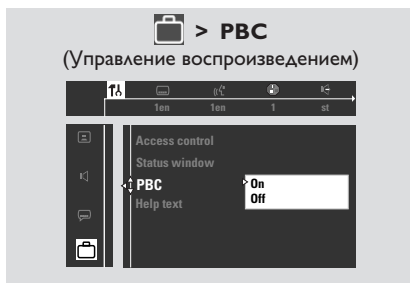 > PBC
(Управление воспроизведением)
1en 1en 1 st
Access control
Status window
PBC
On
Off
Help text